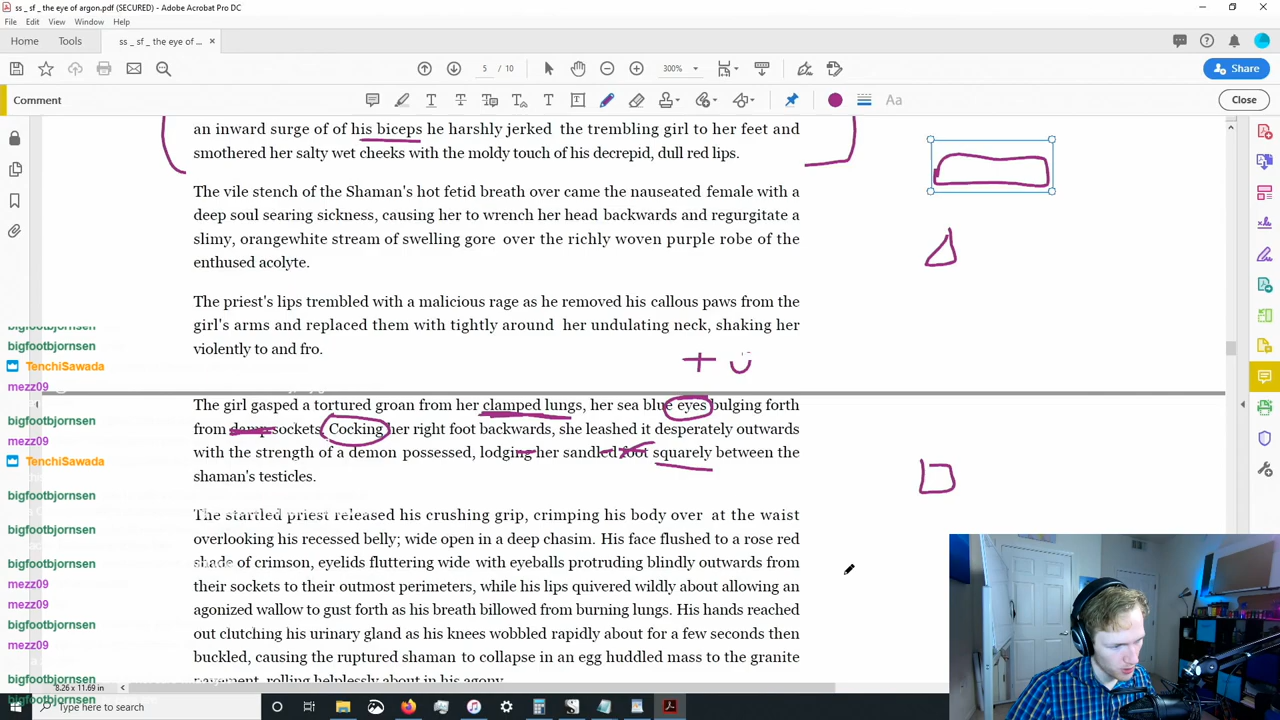 ss _ sf _ the eye of argon.pdf (SECURED) - Adobe Acrobat Pro DC
File Edit View Window Help
Home Tools ss _ sf _ the eye of ... ×
5 / 10 300% Share
Comment Aa Close
an inward surge of of his biceps he harshly jerked the trembling girl to her feet and
smothered her salty wet cheeks with the moldy touch of his decrepid, dull red lips.
The vile stench of the Shaman's hot fetid breath over came the nauseated female with a
deep soul searing sickness, causing her to wrench her head backwards and regurgitate a
slimy, orangewhite stream of swelling gore over the richly woven purple robe of the
enthused acolyte.
The priest's lips trembled with a malicious rage as he removed his callous paws from the
girl's arms and replaced them with tightly around her undulating neck, shaking her
violently to and fro.
+ U
The girl gasped a tortured groan from her clamped lungs, her sea blue eyes bulging forth
from damp sockets. Cocking her right foot backwards, she leashed it desperately outwards
with the strength of a demon possessed, lodging her sandled foot squarely between the
shaman's testicles.
The startled priest released his crushing grip, crimping his body over at the waist
overlooking his recessed belly; wide open in a deep chasim. His face flushed to a rose red
shade of crimson, eyelids fluttering wide with eyeballs protruding blindly outwards from
their sockets to their outmost perimeters, while his lips quivered wildly about allowing an
agonized wallow to gust forth as his breath billowed from burning lungs. His hands reached
out clutching his urinary gland as his knees wobbled rapidly about for a few seconds then
buckled, causing the ruptured shaman to collapse in an egg huddled mass to the granite
pavement, rolling helplessly about in his agony.
bigfootbjornsen
bigfootbjornsen
TenchiSawada
mezz09
bigfootbjornsen
mezz09
TenchiSawada
bigfootbjornsen
bigfootbjornsen
bigfootbjornsen
mezz09
mezz09
bigfootbjornsen
mezz09
bigfootbjornsen
bigfootbjornsen
8.26 x 11.69 in
Type here to search